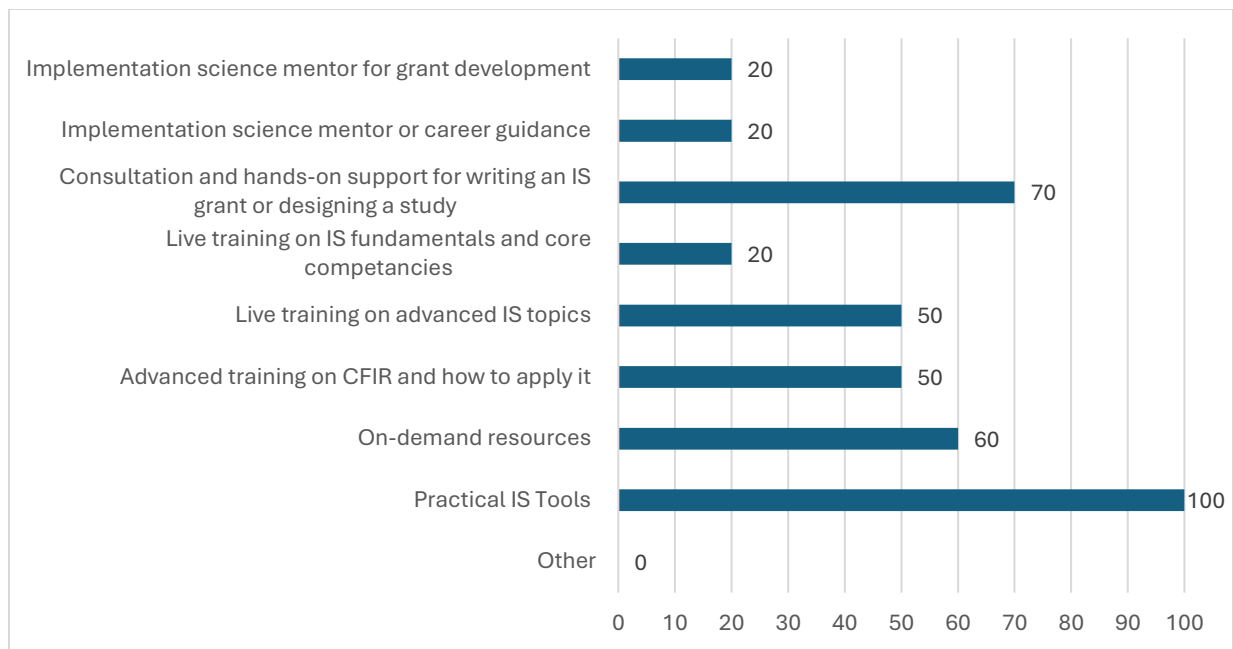 Implementation science mentor for grant development
20
Implementation science mentor or career guidance
20
Consultation and hands-on support for writing an IS
grant or designing a study
70
Live training on IS fundamentals and core
competancies
20
Live training on advanced IS topics
50
Advanced training on CFIR and how to apply it
50
On-demand resources
60
Practical IS Tools
100
Other
0
0 10 20 30 40 50 60 70 80 90 100